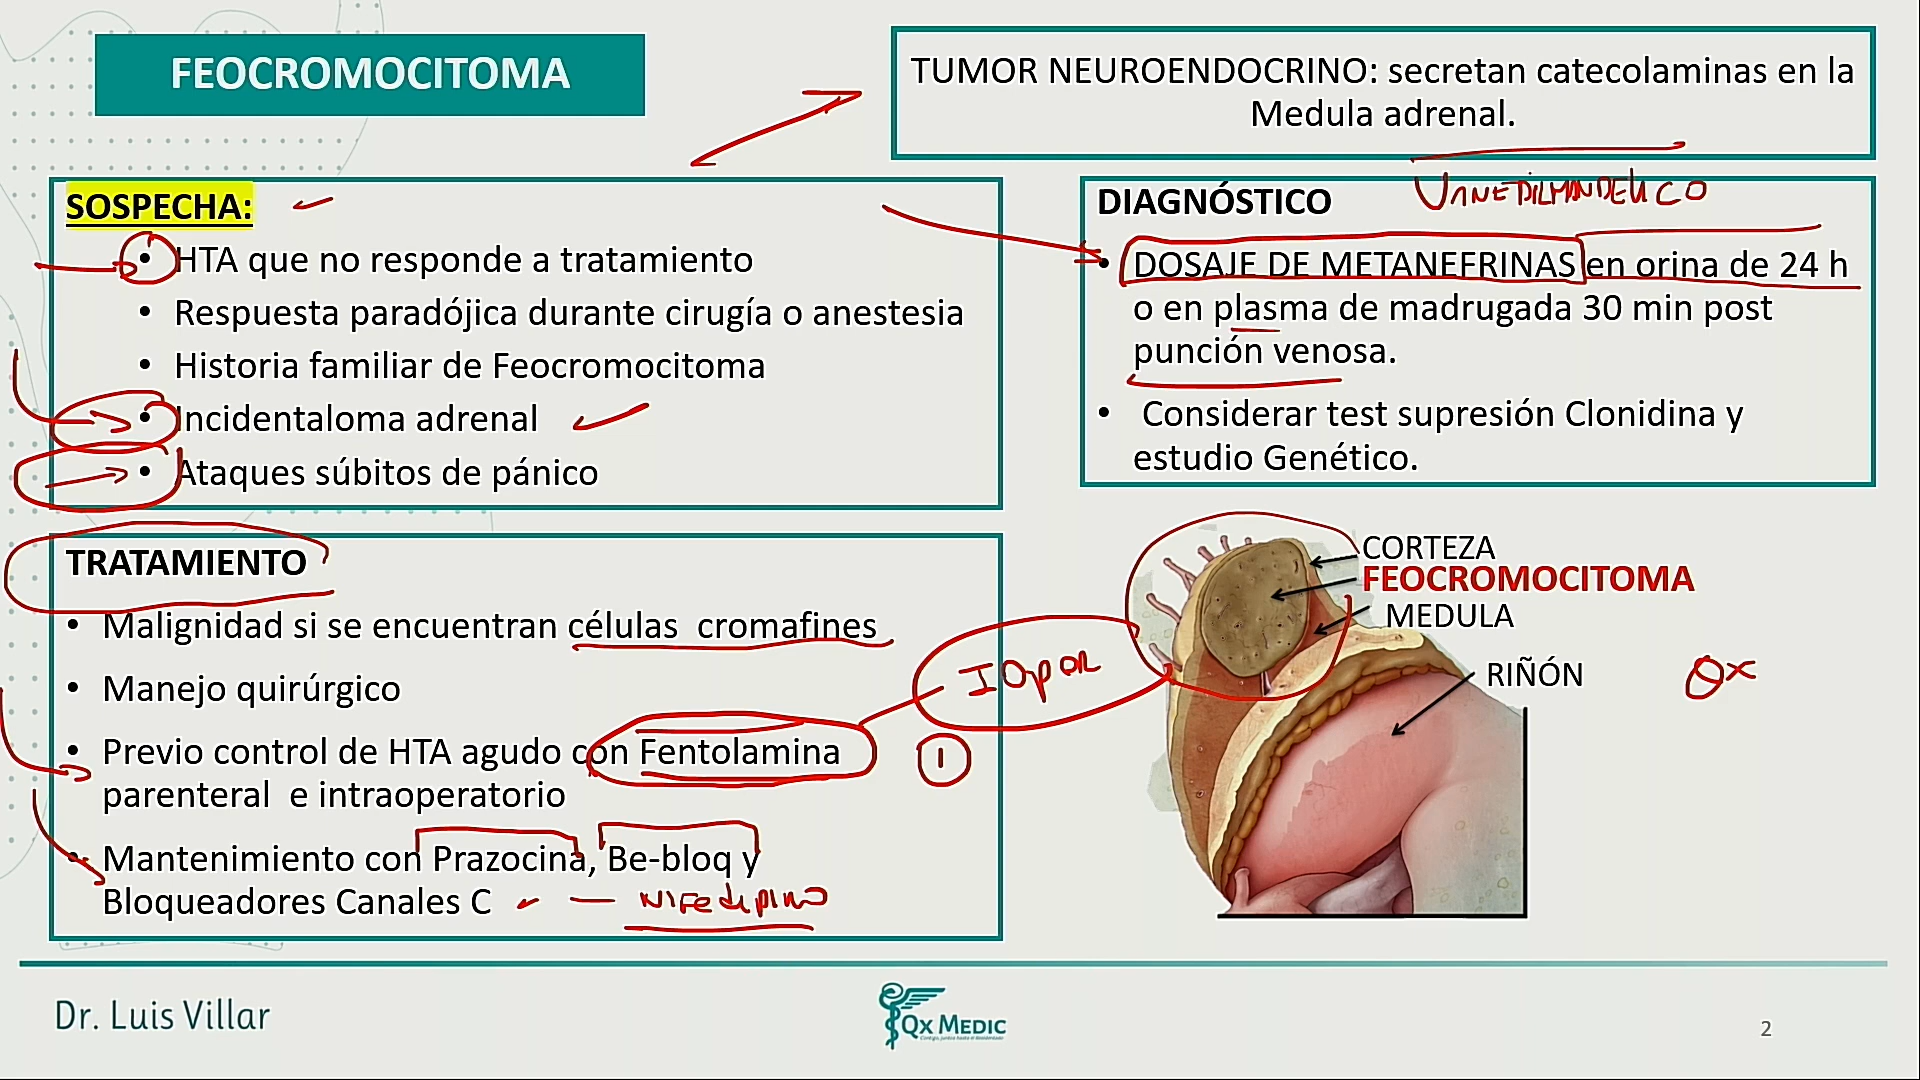 FEOCROMOCITOMA
TUMOR NEUROENDOCRINO: secretan catecolaminas en la
Medula adrenal.
SOSPECHA:
• HTA que no responde a tratamiento
• Respuesta paradójica durante cirugía o anestesia
• Historia familiar de Feocromocitoma
• Incidentaloma adrenal
• Ataques súbitos de pánico
DIAGNÓSTICO
• DOSAJE DE METANEFRINAS en orina de 24 h
o en plasma de madrugada 30 min post
punción venosa.
• Considerar test supresión Clonidina y
estudio Genético.
TRATAMIENTO
• Malignidad si se encuentran células cromafines
• Manejo quirúrgico
• Previo control de HTA agudo con Fentolamina
parenteral e intraoperatorio
1
• Mantenimiento con Prazocina, Be-bloq y
Bloqueadores Canales C — Nifedipino
CORTEZA
FEOCROMOCITOMA
MEDULA
RIÑÓN
Qx
Dr. Luis Villar
QX MEDIC
2